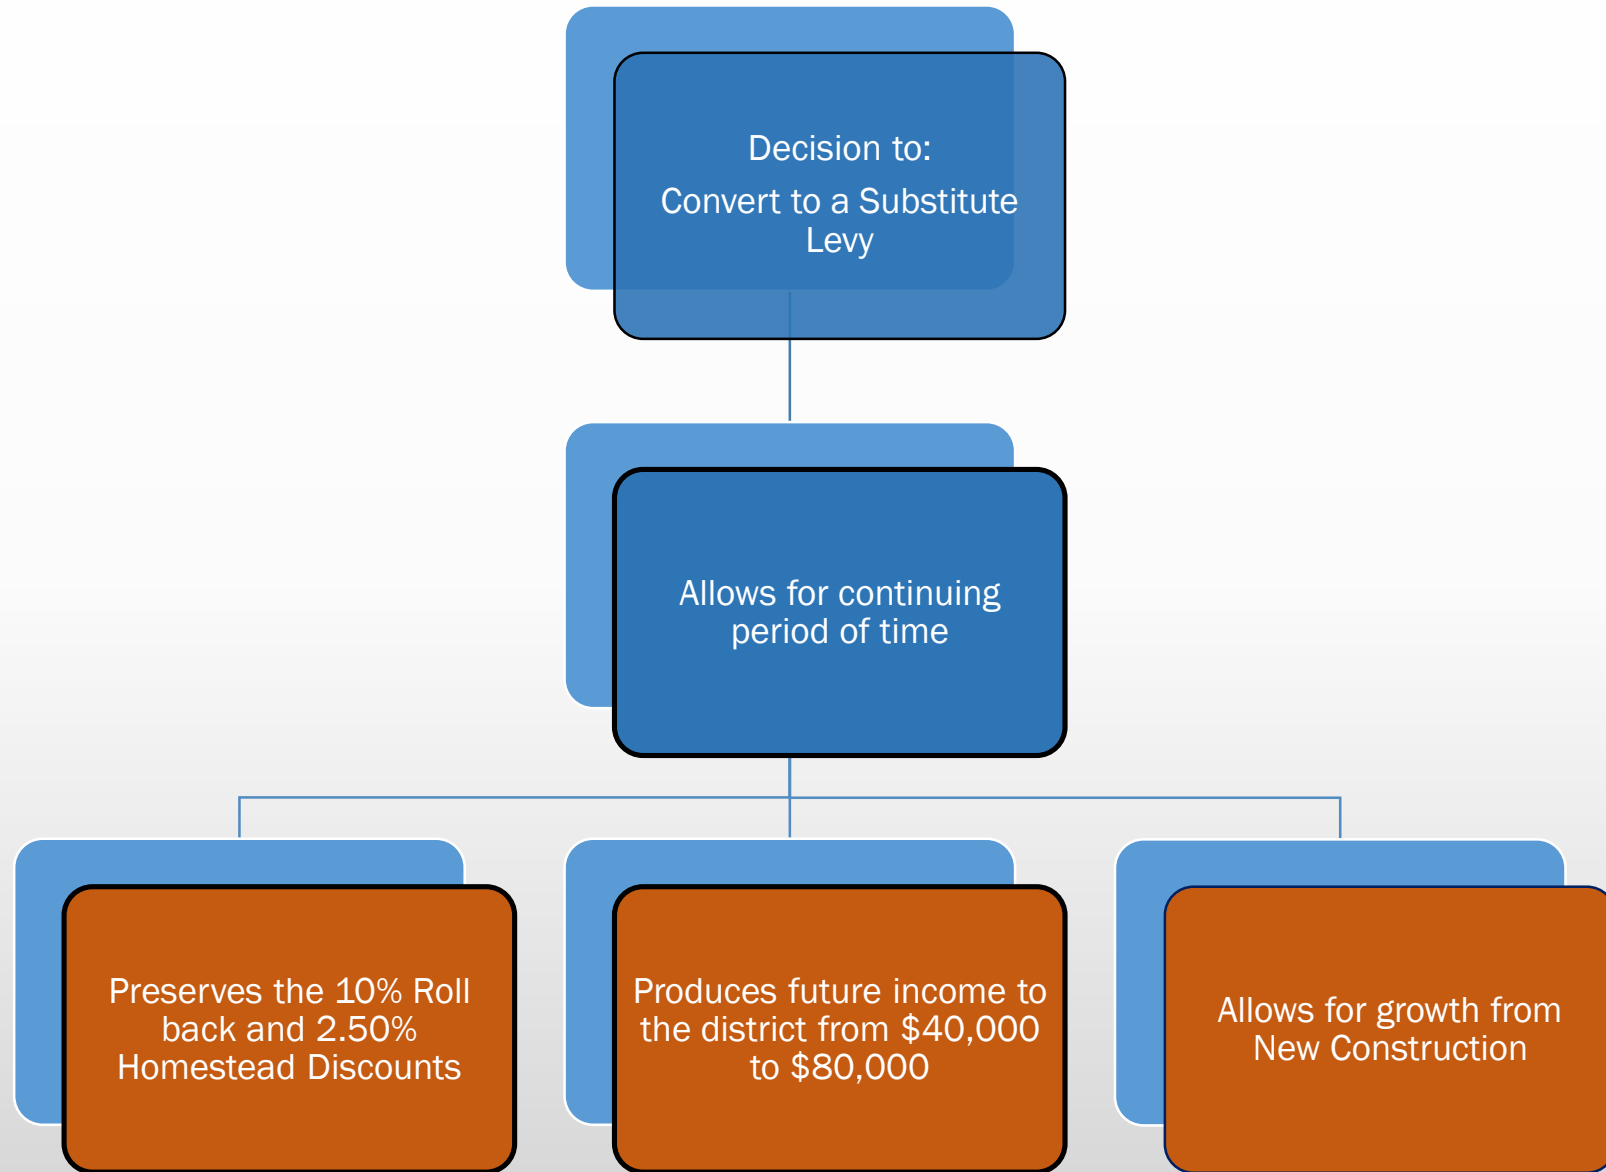 Decision to:
Convert to a Substitute
Levy
Allows for continuing
period of time
Preserves the 10% Roll
back and 2.50%
Homestead Discounts
Produces future income to
the district from $40,000
to $80,000
Allows for growth from
New Construction